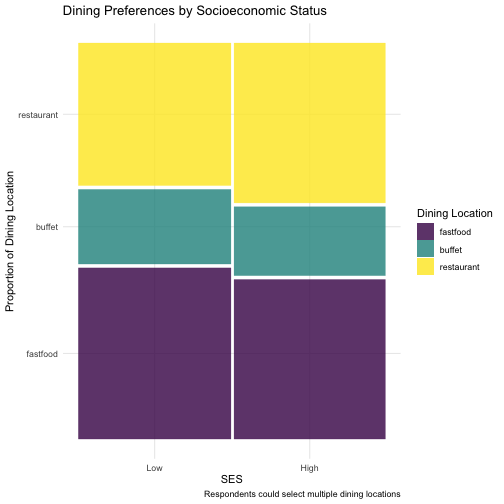 Dining Preferences by Socioeconomic Status
Proportion of Dining Location
restaurant
buffet
fastfood
Low
High
SES
Dining Location
fastfood
buffet
restaurant
Respondents could select multiple dining locations